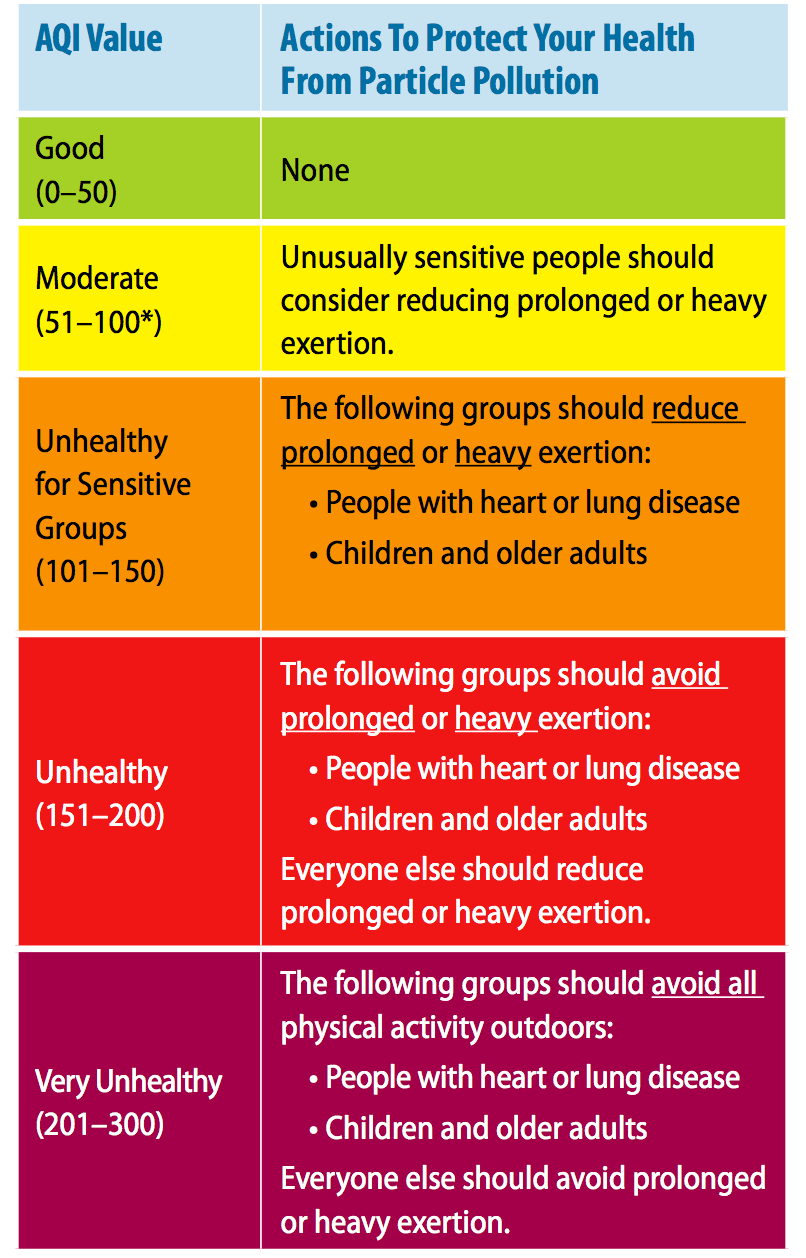 AQI Value
Actions To Protect Your Health
From Particle Pollution
Good
(0–50)
None
Moderate
(51–100*)
Unusually sensitive people should
consider reducing prolonged or heavy
exertion.
Unhealthy
for Sensitive
Groups
(101–150)
The following groups should reduce
prolonged or heavy exertion:
• People with heart or lung disease
• Children and older adults
Unhealthy
(151–200)
The following groups should avoid
prolonged or heavy exertion:
• People with heart or lung disease
• Children and older adults
Everyone else should reduce
prolonged or heavy exertion.
Very Unhealthy
(201–300)
The following groups should avoid all
physical activity outdoors:
• People with heart or lung disease
• Children and older adults
Everyone else should avoid prolonged
or heavy exertion.